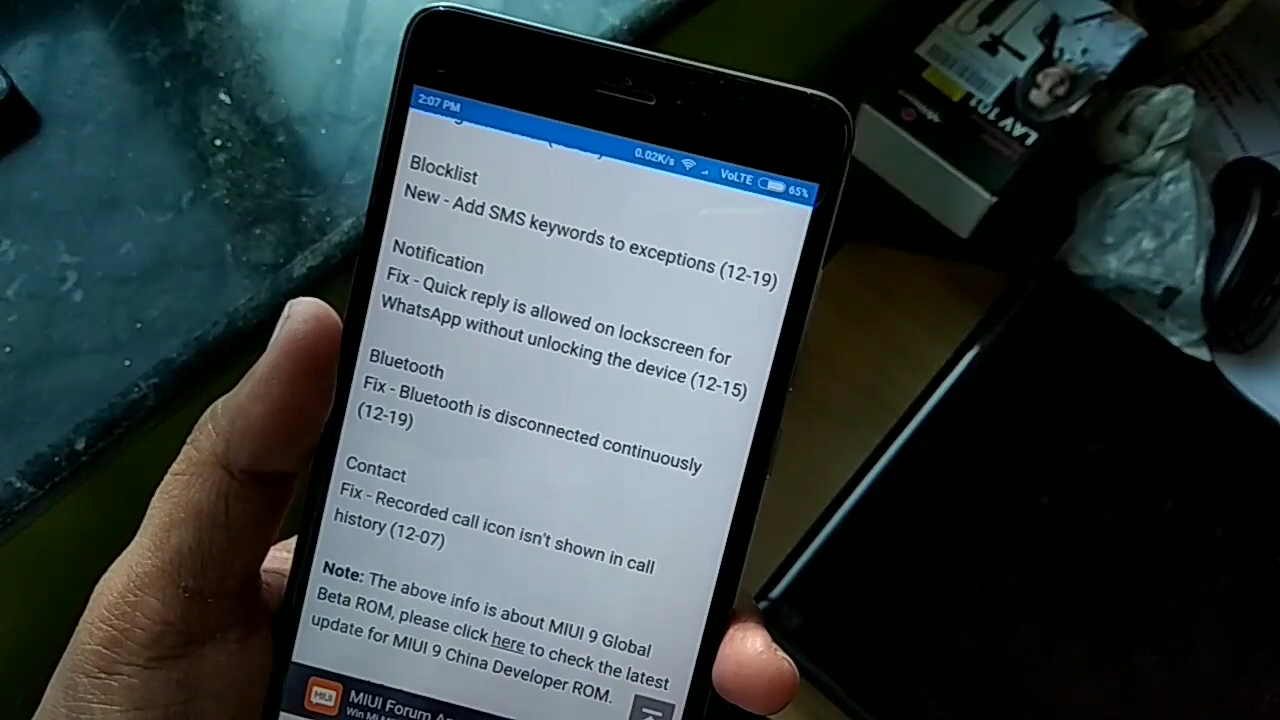 2:07 PM
0.02K/s VoLTE 65%
Blocklist
New - Add SMS keywords to exceptions (12-19)
Notification
Fix - Quick reply is allowed on lockscreen for
WhatsApp without unlocking the device (12-15)
Bluetooth
Fix - Bluetooth is disconnected continuously
(12-19)
Contact
Fix - Recorded call icon isn't shown in call
history (12-07)
Note: The above info is about MIUI 9 Global
Beta ROM, please click here to check the latest
update for MIUI 9 China Developer ROM.
MIUI
MIUI Forum
Win
LAV 101